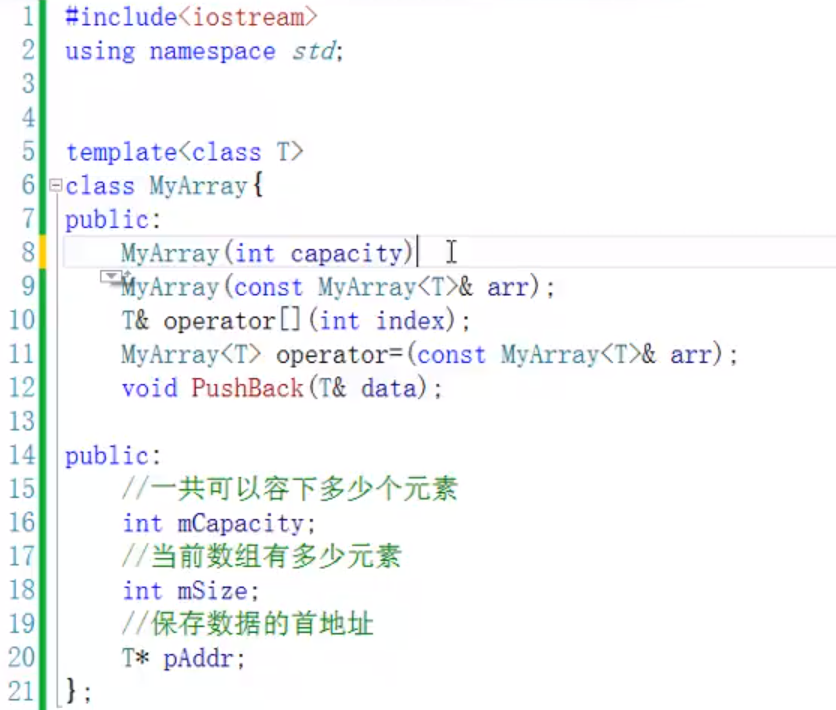 1 #include<iostream>
2 using namespace std;
3
4
5 template<class T>
6 class MyArray{
7 public:
8     MyArray(int capacity)
9     MyArray(const MyArray<T>& arr);
10     T& operator[](int index);
11     MyArray<T> operator=(const MyArray<T>& arr);
12     void PushBack(T& data);
13
14 public:
15     //一共可以容下多少个元素
16     int mCapacity;
17     //当前数组有多少元素
18     int mSize;
19     //保存数据的首地址
20     T* pAddr;
21 };